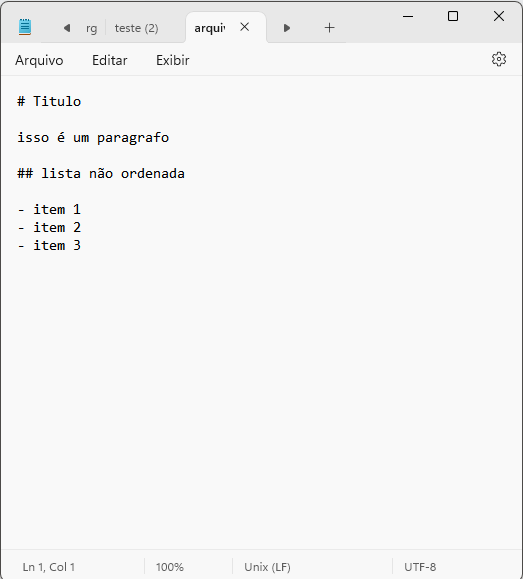 rg teste (2) arqui
Arquivo Editar Exibir
# Titulo
isso é um paragrafo
## lista não ordenada
- item 1
- item 2
- item 3
Ln 1, Col 1 100% Unix (LF) UTF-8